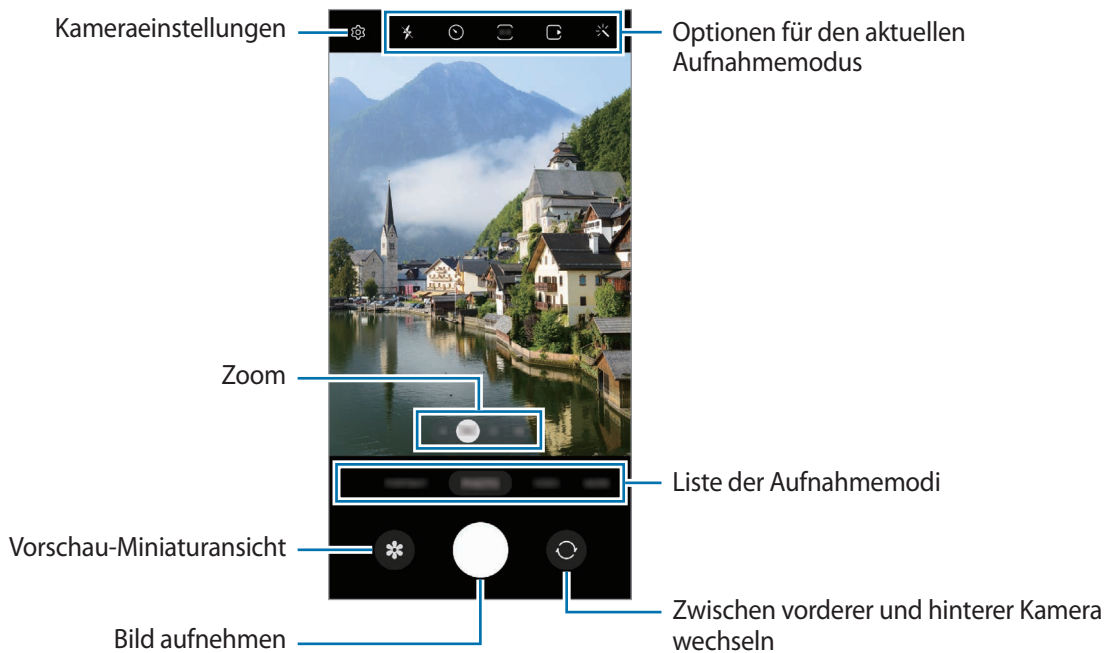 Kameraeinstellungen
Optionen für den aktuellen
Aufnahmemodus
Zoom
Liste der Aufnahmemodi
Vorschau-Miniaturansicht
Bild aufnehmen
Zwischen vorderer und hinterer Kamera
wechseln